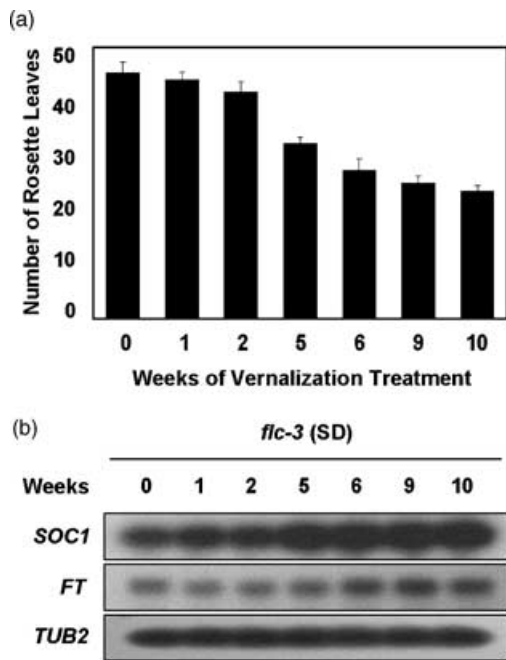 (a)
50
40
30
20
10
0
Number of Rosette Leaves
0 1 2 5 6 9 10
Weeks of Vernalization Treatment
(b)
flc-3 (SD)
Weeks 0 1 2 5 6 9 10
SOC1
FT
TUB2